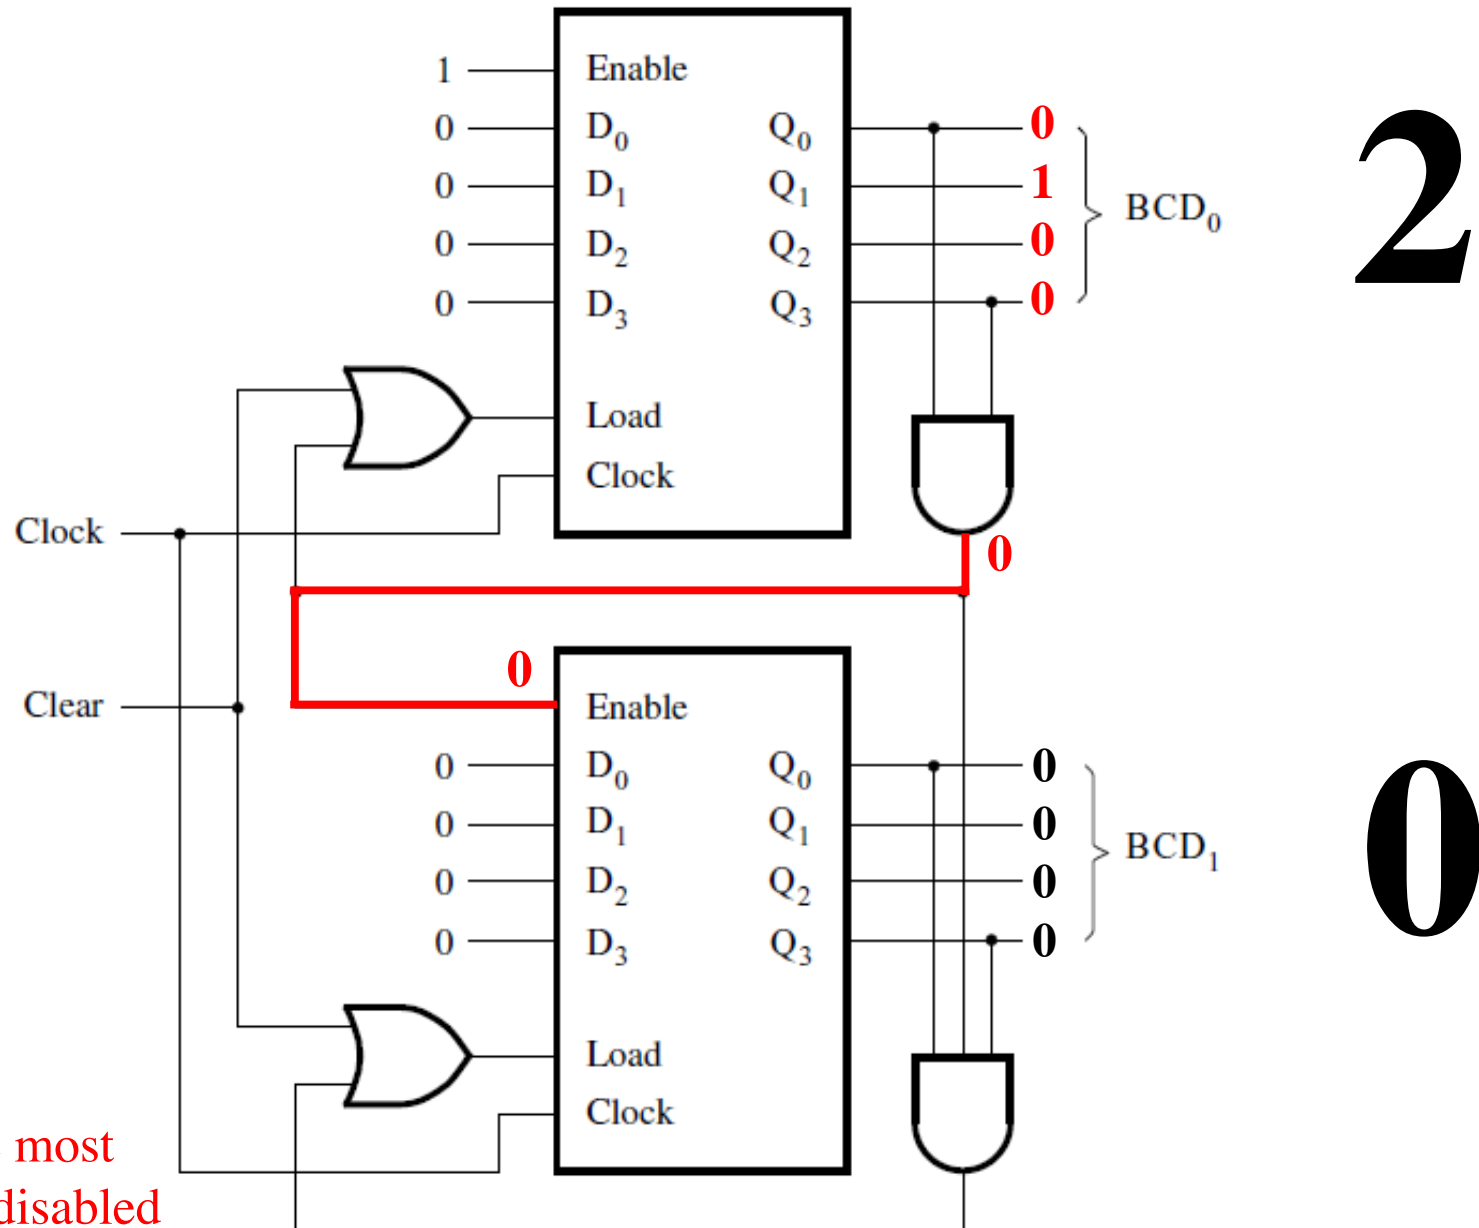 1 Enable
0 D0 Q0 0
0 D1 Q1 1
0 D2 Q2 0
0 D3 Q3 0
BCD0
2
Load
Clock
Clock
0
0
Clear
Enable
0 D0 Q0 0
0 D1 Q1 0
0 D2 Q2 0
0 D3 Q3 0
BCD1
0
Load
Clock
most
disabled